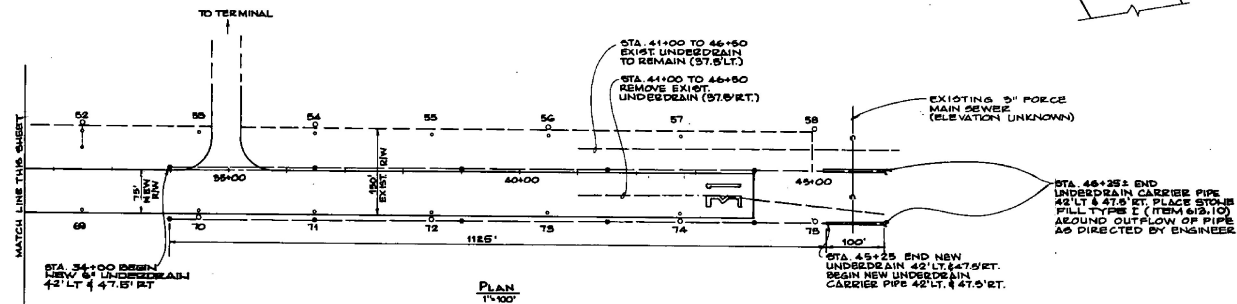 TO TERMINAL
STA. 41+00 TO 46+50
EXIST. UNDERDRAIN
TO REMAIN (37.5'LT.)
STA. 41+00 TO 46+50
REMOVE EXIST.
UNDERDRAIN (37.5'RT.)
EXISTING 3" FORCE
MAIN SEWER
(ELEVATION UNKNOWN)
52
53
54
55
56
57
58
MATCH LINE THIS SHEET
75'
NEW
R/W
35+00
150'
EXIST. R/W
40+00
45+00
STA. 46+25± END
UNDERDRAIN CARRIER PIPE
42'LT & 47.5'RT. PLACE STONE
FILL TYPE I (ITEM 613.10)
AROUND OUTFLOW OF PIPE
AS DIRECTED BY ENGINEER
69
70
71
72
73
74
75
1125'
100'
STA. 34+00 BEGIN
NEW 6" UNDERDRAIN
42'LT & 47.5'RT
STA. 45+25 END NEW
UNDERDRAIN 42'LT. & 47.5'RT.
BEGIN NEW UNDERDRAIN
CARRIER PIPE 42'LT. & 47.5'RT.
PLAN
1"=100'